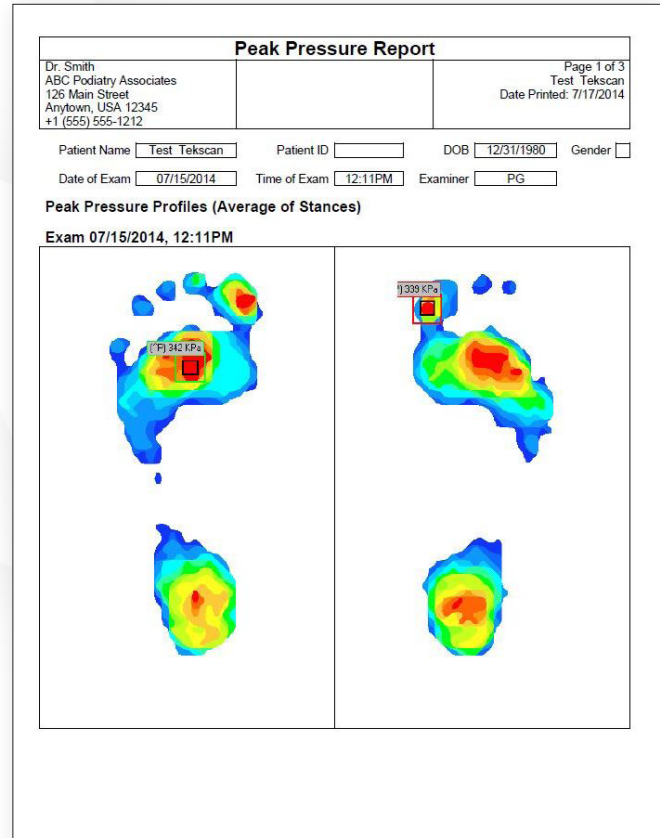 Peak Pressure Report
Dr. Smith
ABC Podiatry Associates
126 Main Street
Anytown, USA 12345
+1 (555) 555-1212
Page 1 of 3
Test Tekscan
Date Printed: 7/17/2014
Patient Name Test Tekscan Patient ID DOB 12/31/1980 Gender
Date of Exam 07/15/2014 Time of Exam 12:11PM Examiner PG
Peak Pressure Profiles (Average of Stances)
Exam 07/15/2014, 12:11PM
(^P) 342 KPa
) 339 KPa